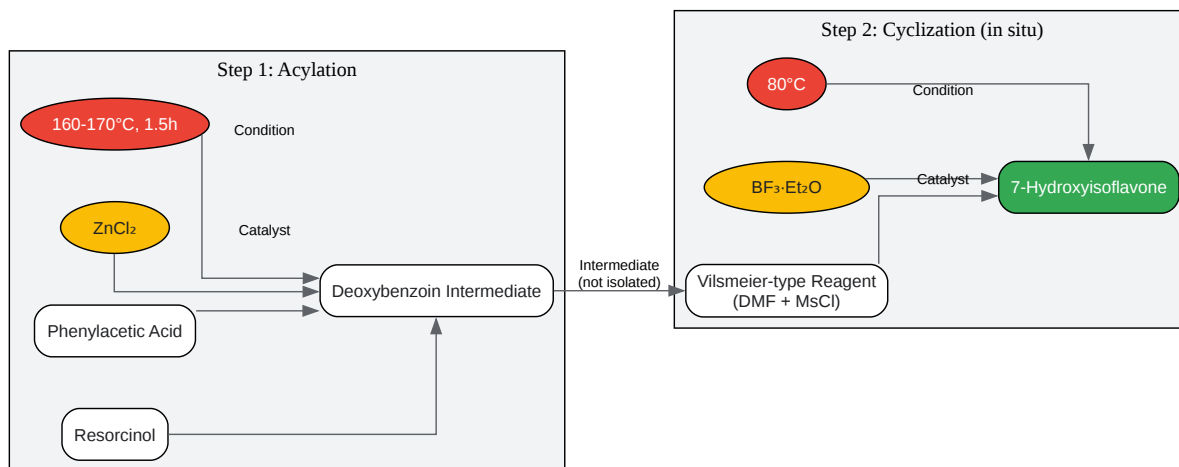 Step 1: Acylation
160-170°C, 1.5h
Condition
ZnCl₂
Catalyst
Phenylacetic Acid
Resorcinol
Deoxybenzoin Intermediate
Intermediate
(not isolated)
Step 2: Cyclization (in situ)
80°C
Condition
BF₃·Et₂O
Catalyst
Vilsmeier-type Reagent
(DMF + MsCl)
7-Hydroxyisoflavone